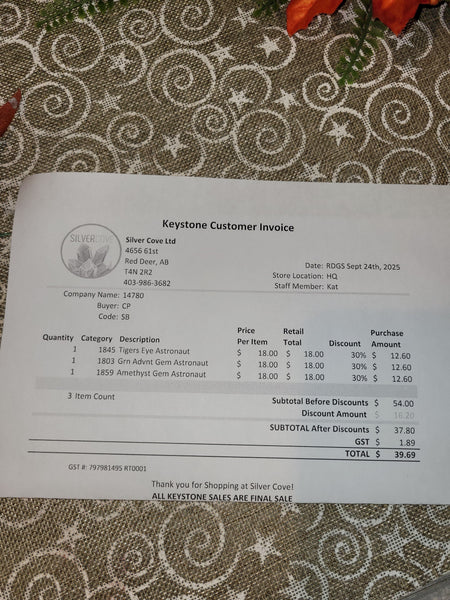 Keystone Customer Invoice
SILVERCOVE
Silver Cove Ltd
4656 61st
Red Deer, AB
T4N 2R2
403-986-3682
Date: RDGS Sept 24th, 2025
Store Location: HQ
Staff Member: Kat
Company Name: 14780
Buyer: CP
Code: SB
Quantity Category Description Price Per Item Retail Total Discount Purchase Amount
1 1845 Tigers Eye Astronaut $ 18.00 $ 18.00 30% $ 12.60
1 1803 Grn Advnt Gem Astronaut $ 18.00 $ 18.00 30% $ 12.60
1 1859 Amethyst Gem Astronaut $ 18.00 $ 18.00 30% $ 12.60
3 Item Count
Subtotal Before Discounts $ 54.00
Discount Amount $ 16.20
SUBTOTAL After Discounts $ 37.80
GST $ 1.89
TOTAL $ 39.69
GST #: 797981495 RT0001
Thank you for Shopping at Silver Cove!
ALL KEYSTONE SALES ARE FINAL SALE